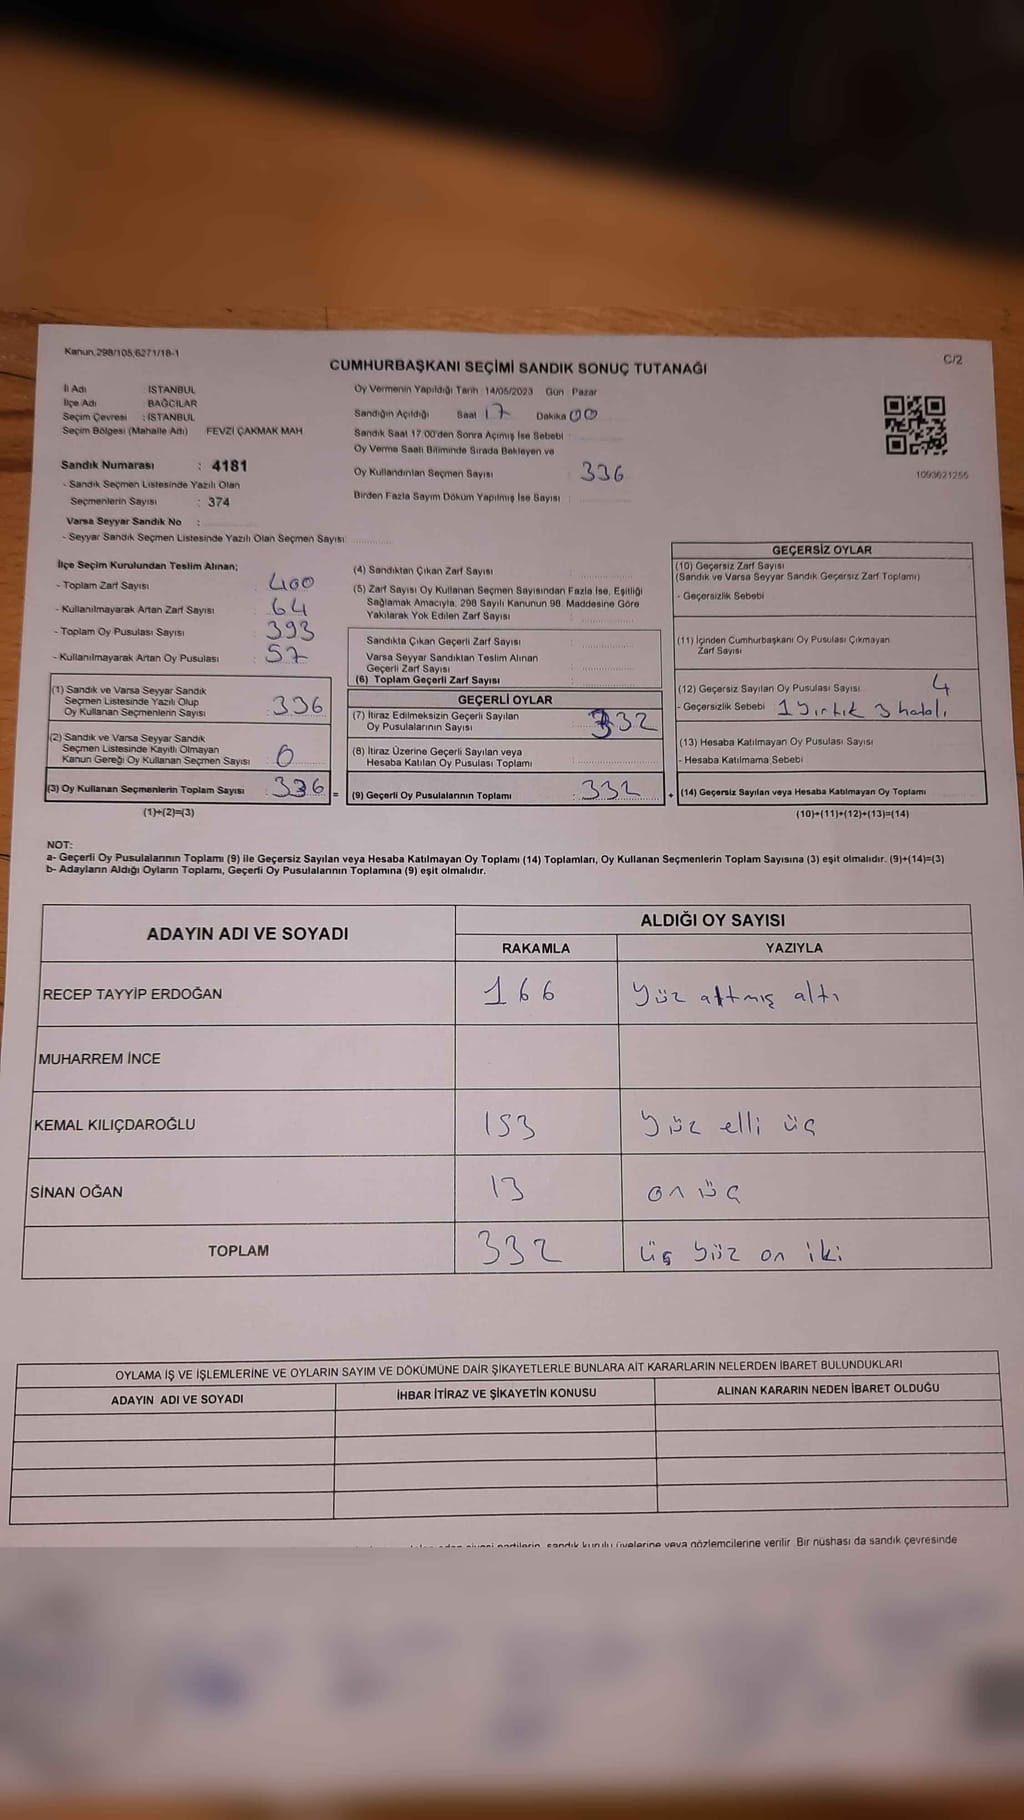 Kanun,298/105,6271/18-1
C/2
CUMHURBAŞKANI SEÇİMİ SANDIK SONUÇ TUTANAĞI
İl Adı İSTANBUL
İlçe Adı BAĞCILAR
Seçim Çevresi : İSTANBUL
Seçim Bölgesi (Mahalle Adı) FEVZİ ÇAKMAK MAH.
Sandık Numarası : 4181
- Sandık Seçmen Listesinde Yazılı Olan
Seçmenlerin Sayısı : 374
Varsa Seyyar Sandık No :
- Seyyar Sandık Seçmen Listesinde Yazılı Olan Seçmen Sayısı:
Oy Vermenin Yapıldığı Tarih 14/05/2023 Gün Pazar
Sandığın Açıldığı Saat 17 Dakika 00
Sandık Saat 17.00'den Sonra Açımış İse Sebebi :
Oy Verme Saati Bitiminde Sırada Bekleyen ve
Oy Kullandırılan Seçmen Sayısı : 336
Birden Fazla Sayım Döküm Yapılmış İse Sayısı :
1093621256
İlçe Seçim Kurulundan Teslim Alınan;
- Toplam Zarf Sayısı : 400
- Kullanılmayarak Artan Zarf Sayısı : 64
- Toplam Oy Pusulası Sayısı : 393
- Kullanılmayarak Artan Oy Pusulası : 57
(1) Sandık ve Varsa Seyyar Sandık
Seçmen Listesinde Yazılı Olup
Oy Kullanan Seçmenlerin Sayısı : 336
(2) Sandık ve Varsa Seyyar Sandık
Seçmen Listesinde Kayıtlı Olmayan
Kanun Gereği Oy Kullanan Seçmen Sayısı : 0
(3) Oy Kullanan Seçmenlerin Toplam Sayısı : 336 =
(1)+(2)=(3)
(4) Sandıktan Çıkan Zarf Sayısı :
(5) Zarf Sayısı Oy Kullanan Seçmen Sayısından Fazla İse, Eşitliği
Sağlamak Amacıyla, 298 Sayılı Kanunun 98. Maddesine Göre
Yakılarak Yok Edilen Zarf Sayısı :
Sandıkta Çıkan Geçerli Zarf Sayısı :
Varsa Seyyar Sandıktan Teslim Alınan
Geçerli Zarf Sayısı :
(6) Toplam Geçerli Zarf Sayısı :
GEÇERLİ OYLAR
(7) İtiraz Edilmeksizin Geçerli Sayılan
Oy Pusulalarının Sayısı : 332
(8) İtiraz Üzerine Geçerli Sayılan veya
Hesaba Katılan Oy Pusulası Toplamı :
(9) Geçerli Oy Pusulalarının Toplamı : 332 +
GEÇERSİZ OYLAR
(10) Geçersiz Zarf Sayısı
(Sandık ve Varsa Seyyar Sandık Geçersiz Zarf Toplamı)
- Geçersizlik Sebebi
(11) İçinden Cumhurbaşkanı Oy Pusulası Çıkmayan
Zarf Sayısı
(12) Geçersiz Sayılan Oy Pusulası Sayısı 4
- Geçersizlik Sebebi 1 yırtık 3 hatalı
(13) Hesaba Katılmayan Oy Pusulası Sayısı
- Hesaba Katılmama Sebebi
(14) Geçersiz Sayılan veya Hesaba Katılmayan Oy Toplamı
(10)+(11)+(12)+(13)=(14)
NOT:
a- Geçerli Oy Pusulalarının Toplamı (9) ile Geçersiz Sayılan veya Hesaba Katılmayan Oy Toplamı (14) Toplamları, Oy Kullanan Seçmenlerin Toplam Sayısına (3) eşit olmalıdır. (9)+(14)=(3)
b- Adayların Aldığı Oyların Toplamı, Geçerli Oy Pusulalarının Toplamına (9) eşit olmalıdır.
ADAYIN ADI VE SOYADI ALDIĞI OY SAYISI
RAKAMLA YAZIYLA
RECEP TAYYİP ERDOĞAN 166 yüz altmış altı
MUHARREM İNCE
KEMAL KILIÇDAROĞLU 153 yüz elli üç
SİNAN OĞAN 13 on üç
TOPLAM 332 üç yüz on iki
OYLAMA İŞ VE İŞLEMLERİNE VE OYLARIN SAYIM VE DÖKÜMÜNE DAİR ŞİKAYETLERLE BUNLARA AİT KARARLARIN NELERDEN İBARET BULUNDUKLARI
ADAYIN ADI VE SOYADI İHBAR İTİRAZ VE ŞİKAYETİN KONUSU ALINAN KARARIN NEDEN İBARET OLDUĞU
sandık kurulu üyelerine veya gözlemcilerine verilir. Bir nüshası da sandık çevresinde